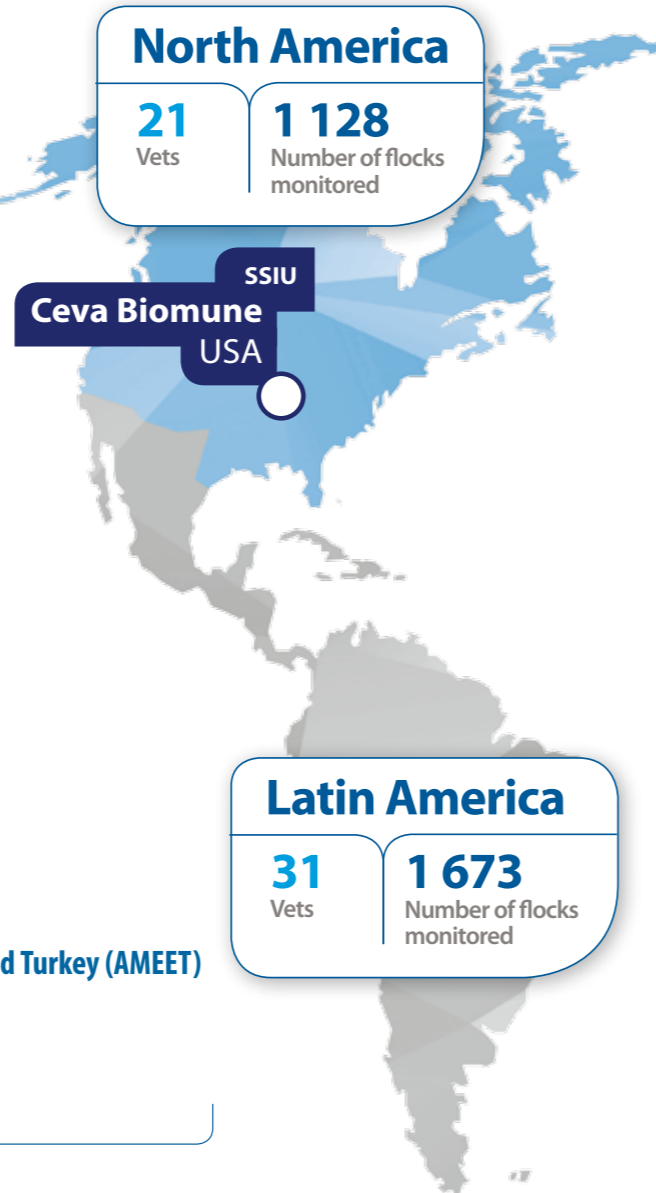 North America
21
Vets
1 128
Number of flocks
monitored
SSIU
Ceva Biomune
USA
Latin America
31
Vets
1 673
Number of flocks
monitored
d Turkey (AMEET)